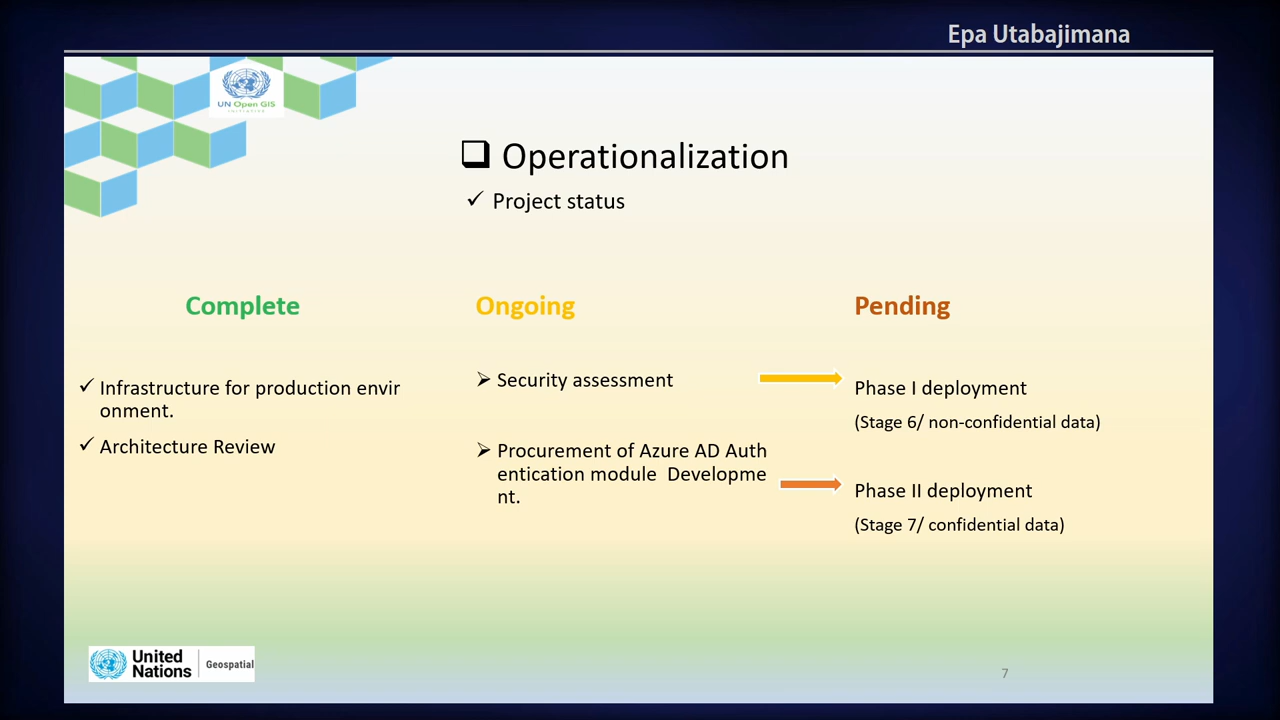 Epa Utabajimana
UN Open GIS
INITIATIVE
❑ Operationalization
✓ Project status
Complete
Ongoing
Pending
✓ Infrastructure for production envir
onment.
✓ Architecture Review
➢ Security assessment
➢ Procurement of Azure AD Auth
entication module Developme
nt.
Phase I deployment
(Stage 6/ non-confidential data)
Phase II deployment
(Stage 7/ confidential data)
United
Nations
Geospatial
7